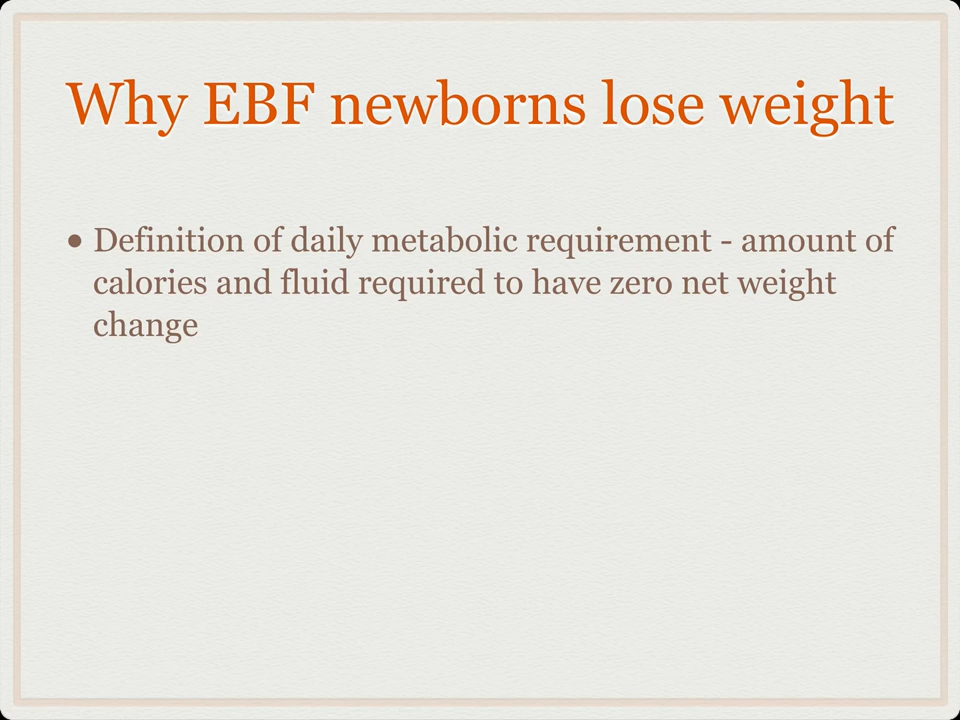 Why EBF newborns lose weight
• Definition of daily metabolic requirement - amount of
calories and fluid required to have zero net weight
change